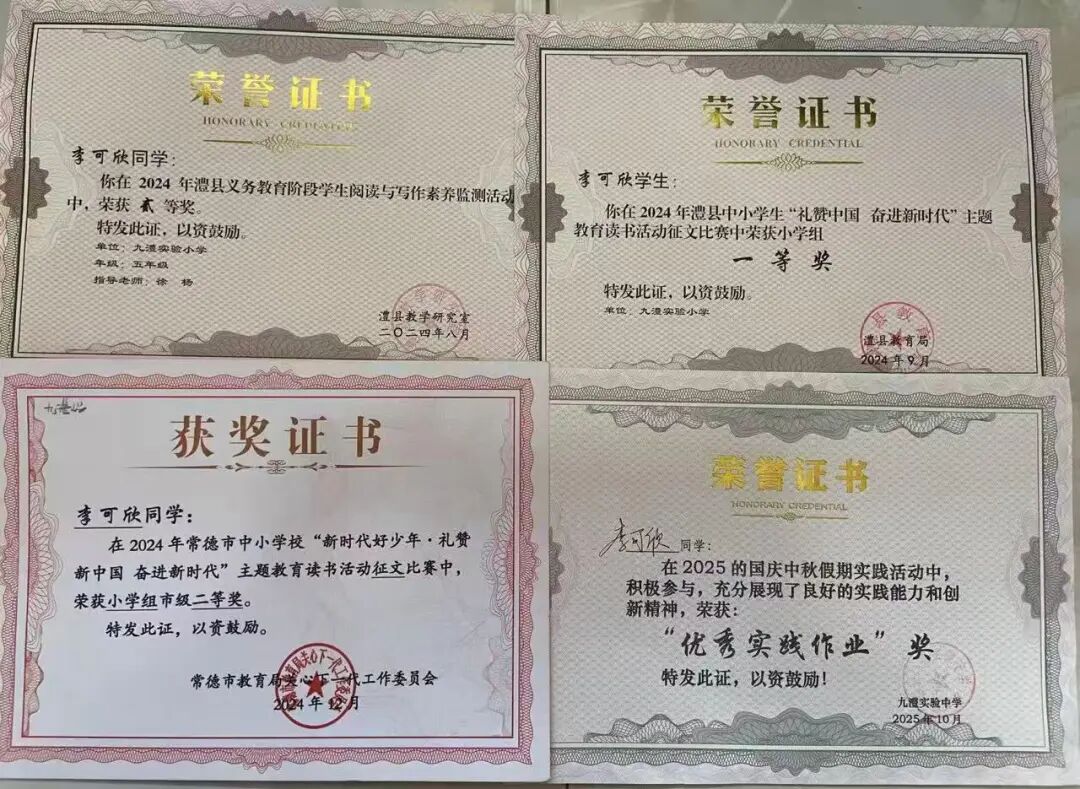 荣誉证书
HONORARY CREDENTIAL
李可欣同学:
你在 2024 年澧县义务教育阶段学生阅读与写作素养监测活动
中,荣获 贰 等奖。
特发此证,以资鼓励。
单位:九澧实验小学
年级:五年级
指导老师:徐 杨
澧县教学研究室
二〇二四年八月
荣誉证书
HONORARY CREDENTIAL
李可欣学生:
你在 2024 年澧县中小学生“礼赞中国 奋进新时代”主题
教育读书活动征文比赛中荣获小学组
一等奖
特发此证,以资鼓励。
单位:九澧实验小学
澧县教育局
2024 年 9 月
获奖证书
李可欣同学:
在 2024 年常德市中小学校“新时代好少年·礼赞
新中国 奋进新时代”主题教育读书活动征文比赛中,
荣获小学组市级二等奖。
特发此证,以资鼓励。
常德市教育局关心下一代工作委员会
2024 年 12 月
荣誉证书
HONORARY CREDENTIAL
李可欣 同学:
在 2025 的国庆中秋假期实践活动中,
积极参与,充分展现了良好的实践能力和创
新精神,荣获:
“优秀实践作业”奖
特发此证,以资鼓励!
九澧实验中学
2025 年 10 月